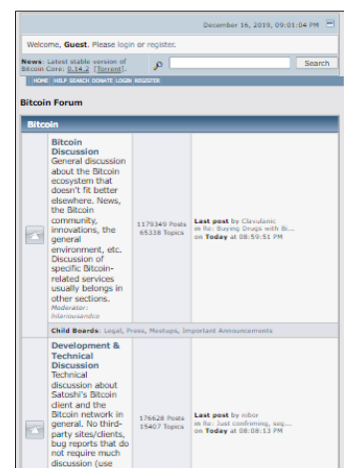 December 16, 2019, 09:01:04 PM
Welcome, Guest. Please login or register.
News: Latest stable version of
Bitcoin Core: 0.14.2 [Torrent].
Search
HOME HELP SEARCH DONATE LOGIN REGISTER
Bitcoin Forum
Bitcoin
Bitcoin
Discussion
General discussion
about the Bitcoin
ecosystem that
doesn't fit better
elsewhere. News,
the Bitcoin
community,
innovations, the
general
environment, etc.
Discussion of
specific Bitcoin-
related services
usually belongs in
other sections.
Moderator:
hilariousandco
1179349 Posts
65338 Topics
Last post by Clavulanic
in Re: Buying Drugs with Bi...
on Today at 08:59:51 PM
Child Boards: Legal, Press, Meetups, Important Announcements
Development &
Technical
Discussion
Technical
discussion about
Satoshi's Bitcoin
client and the
Bitcoin network in
general. No third-
party sites/clients,
bug reports that do
not require much
discussion (use
176628 Posts
15407 Topics
Last post by nibor
in Re: Just confirming, seg...
on Today at 08:08:13 PM